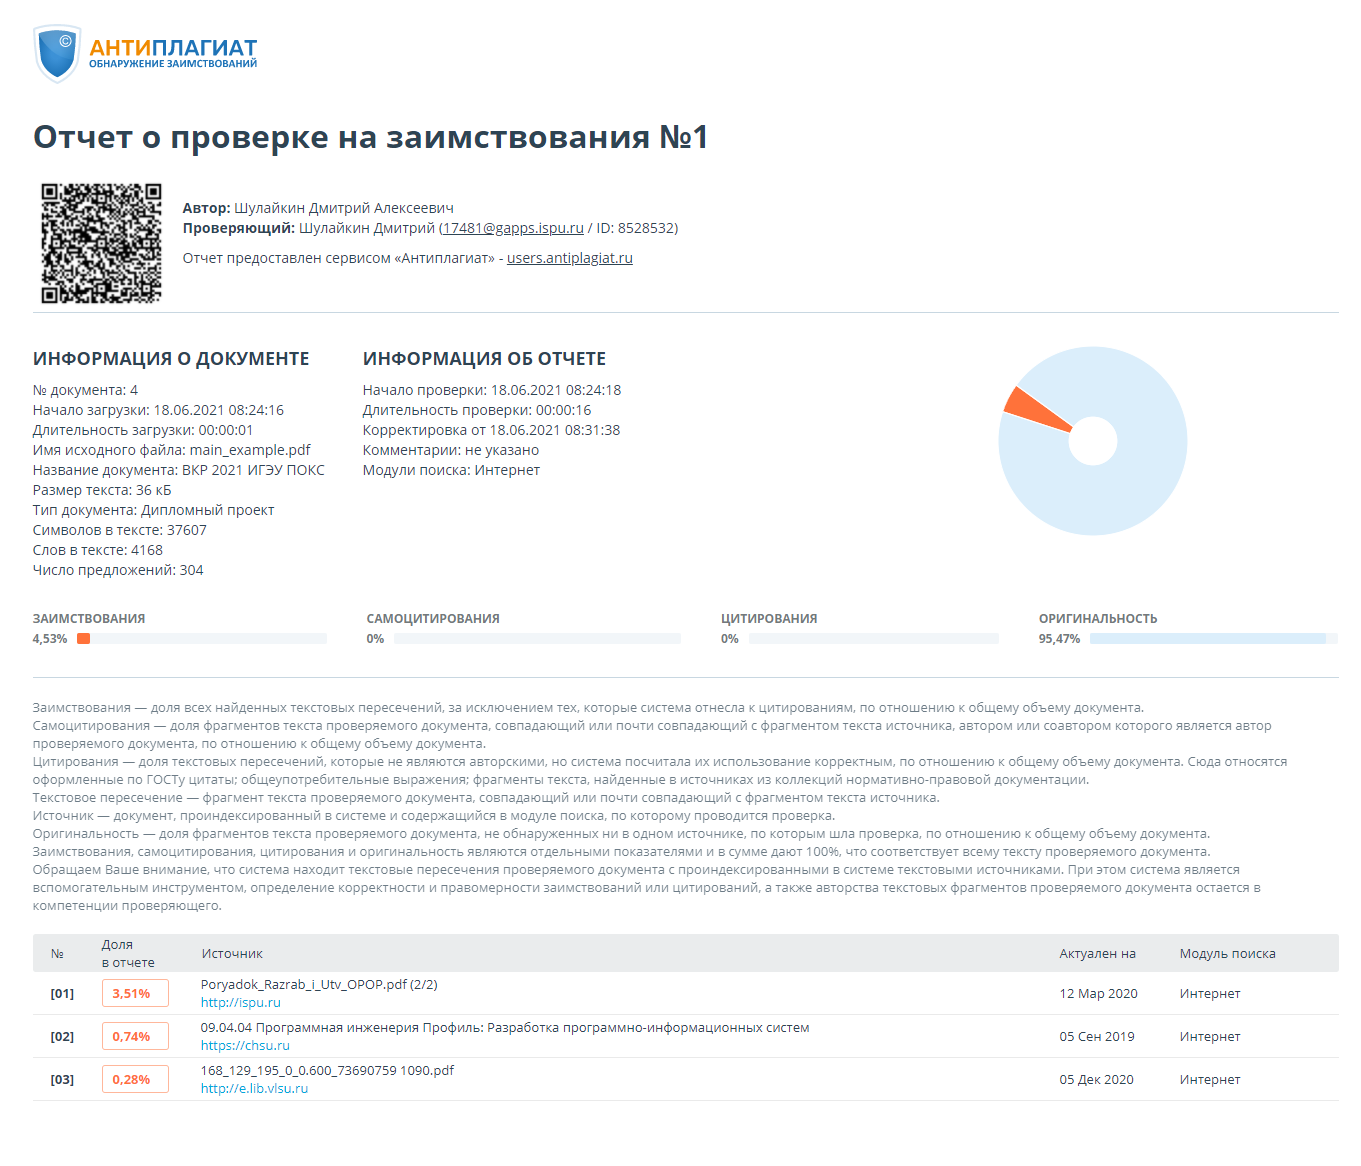 ©
АНТИПЛАГИАТ
ОБНАРУЖЕНИЕ ЗАИМСТВОВАНИЙ
Отчет о проверке на заимствования №1
Автор: Шулайкин Дмитрий Алексеевич
Проверяющий: Шулайкин Дмитрий (17481@gapps.ispu.ru / ID: 8528532)
Отчет предоставлен сервисом «Антиплагиат» - users.antiplagiat.ru
ИНФОРМАЦИЯ О ДОКУМЕНТЕ
№ документа: 4
Начало загрузки: 18.06.2021 08:24:16
Длительность загрузки: 00:00:01
Имя исходного файла: main_example.pdf
Название документа: ВКР 2021 ИГЭУ ПОКС
Размер текста: 36 кБ
Тип документа: Дипломный проект
Символов в тексте: 37607
Слов в тексте: 4168
Число предложений: 304
ИНФОРМАЦИЯ ОБ ОТЧЕТЕ
Начало проверки: 18.06.2021 08:24:18
Длительность проверки: 00:00:16
Корректировка от 18.06.2021 08:31:38
Комментарии: не указано
Модули поиска: Интернет
ЗАИМСТВОВАНИЯ
4,53%
САМОЦИТИРОВАНИЯ
0%
ЦИТИРОВАНИЯ
0%
ОРИГИНАЛЬНОСТЬ
95,47%
Заимствования — доля всех найденных текстовых пересечений, за исключением тех, которые система отнесла к цитированиям, по отношению к общему объему документа.
Самоцитирования — доля фрагментов текста проверяемого документа, совпадающий или почти совпадающий с фрагментом текста источника, автором или соавтором которого является автор
проверяемого документа, по отношению к общему объему документа.
Цитирования — доля текстовых пересечений, которые не являются авторскими, но система посчитала их использование корректным, по отношению к общему объему документа. Сюда относятся
оформленные по ГОСТу цитаты; общеупотребительные выражения; фрагменты текста, найденные в источниках из коллекций нормативно-правовой документации.
Текстовое пересечение — фрагмент текста проверяемого документа, совпадающий или почти совпадающий с фрагментом текста источника.
Источник — документ, проиндексированный в системе и содержащийся в модуле поиска, по которому проводится проверка.
Оригинальность — доля фрагментов текста проверяемого документа, не обнаруженных ни в одном источнике, по которым шла проверка, по отношению к общему объему документа.
Заимствования, самоцитирования, цитирования и оригинальность являются отдельными показателями и в сумме дают 100%, что соответствует всему тексту проверяемого документа.
Обращаем Ваше внимание, что система находит текстовые пересечения проверяемого документа с проиндексированными в системе текстовыми источниками. При этом система является
вспомогательным инструментом, определение корректности и правомерности заимствований или цитирований, а также авторства текстовых фрагментов проверяемого документа остается в
компетенции проверяющего.
№ Доля в отчете Источник Актуален на Модуль поиска
[01] 3,51% Poryadok_Razrab_i_Utv_OPOP.pdf (2/2) 12 Мар 2020 Интернет
http://ispu.ru
[02] 0,74% 09.04.04 Программная инженерия Профиль: Разработка программно-информационных систем 05 Сен 2019 Интернет
https://chsu.ru
[03] 0,28% 168_129_195_0_0.600_73690759 1090.pdf 05 Дек 2020 Интернет
http://e.lib.vlsu.ru